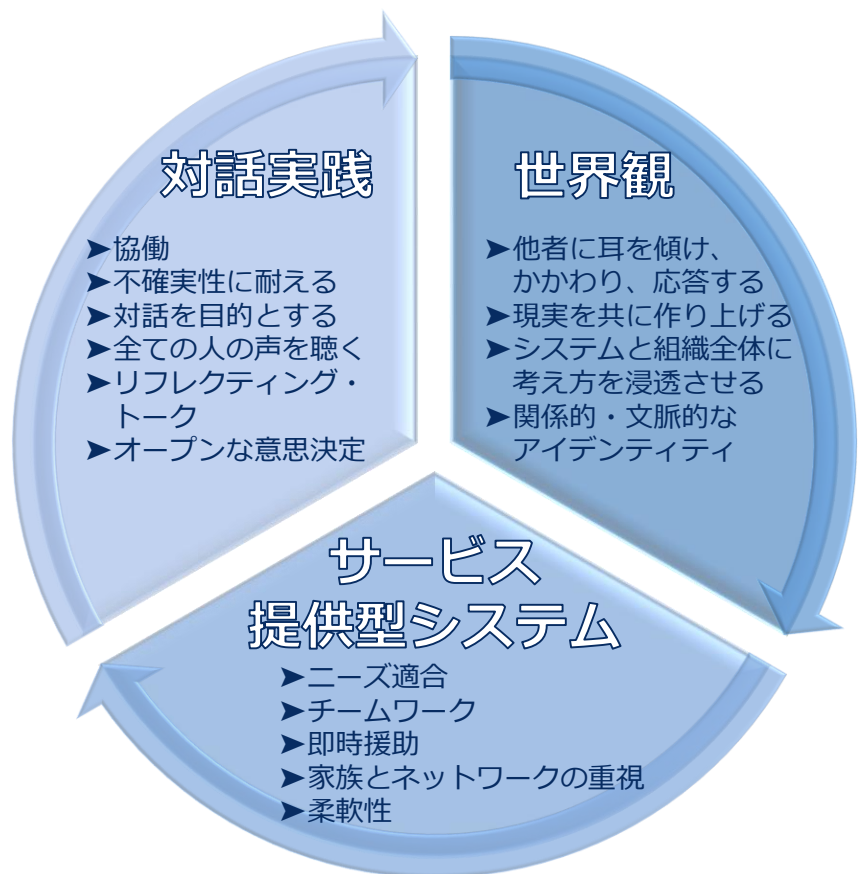 対話実践
➤協働
➤不確実性に耐える
➤対話を目的とする
➤全ての人の声を聴く
➤リフレクティング・
トーク
➤オープンな意思決定
世界観
➤他者に耳を傾け、
かかわり、応答する
➤現実を共に作り上げる
➤システムと組織全体に
考え方を浸透させる
➤関係的・文脈的な
アイデンティティ
サービス
提供型システム
➤ニーズ適合
➤チームワーク
➤即時援助
➤家族とネットワークの重視
➤柔軟性